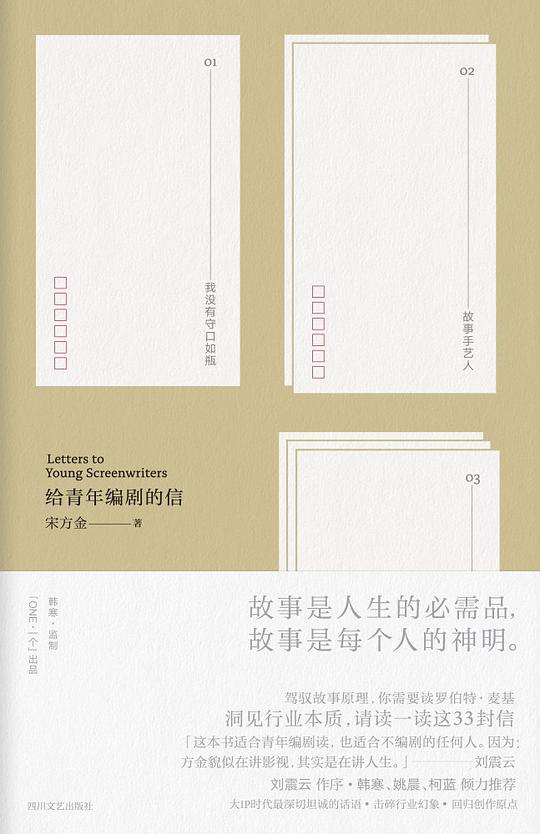 01
我没有守口如瓶
02
故事手艺人
03
Letters to
Young Screenwriters
给青年编剧的信
宋方金————著
韩寒·监制
「ONE·一个」出品
故事是人生的必需品,
故事是每个人的神明。
驾驭故事原理,你需要读罗伯特·麦基
洞见行业本质,请读一读这33封信
「这本书适合青年编剧读,也适合不编剧的任何人。因为:
方金貌似在讲影视,其实是在讲人生。」————刘震云
刘震云 作序·韩寒、姚晨、柯蓝 倾力推荐
大IP时代最深切坦诚的话语·击碎行业幻象·回归创作原点
四川文艺出版社